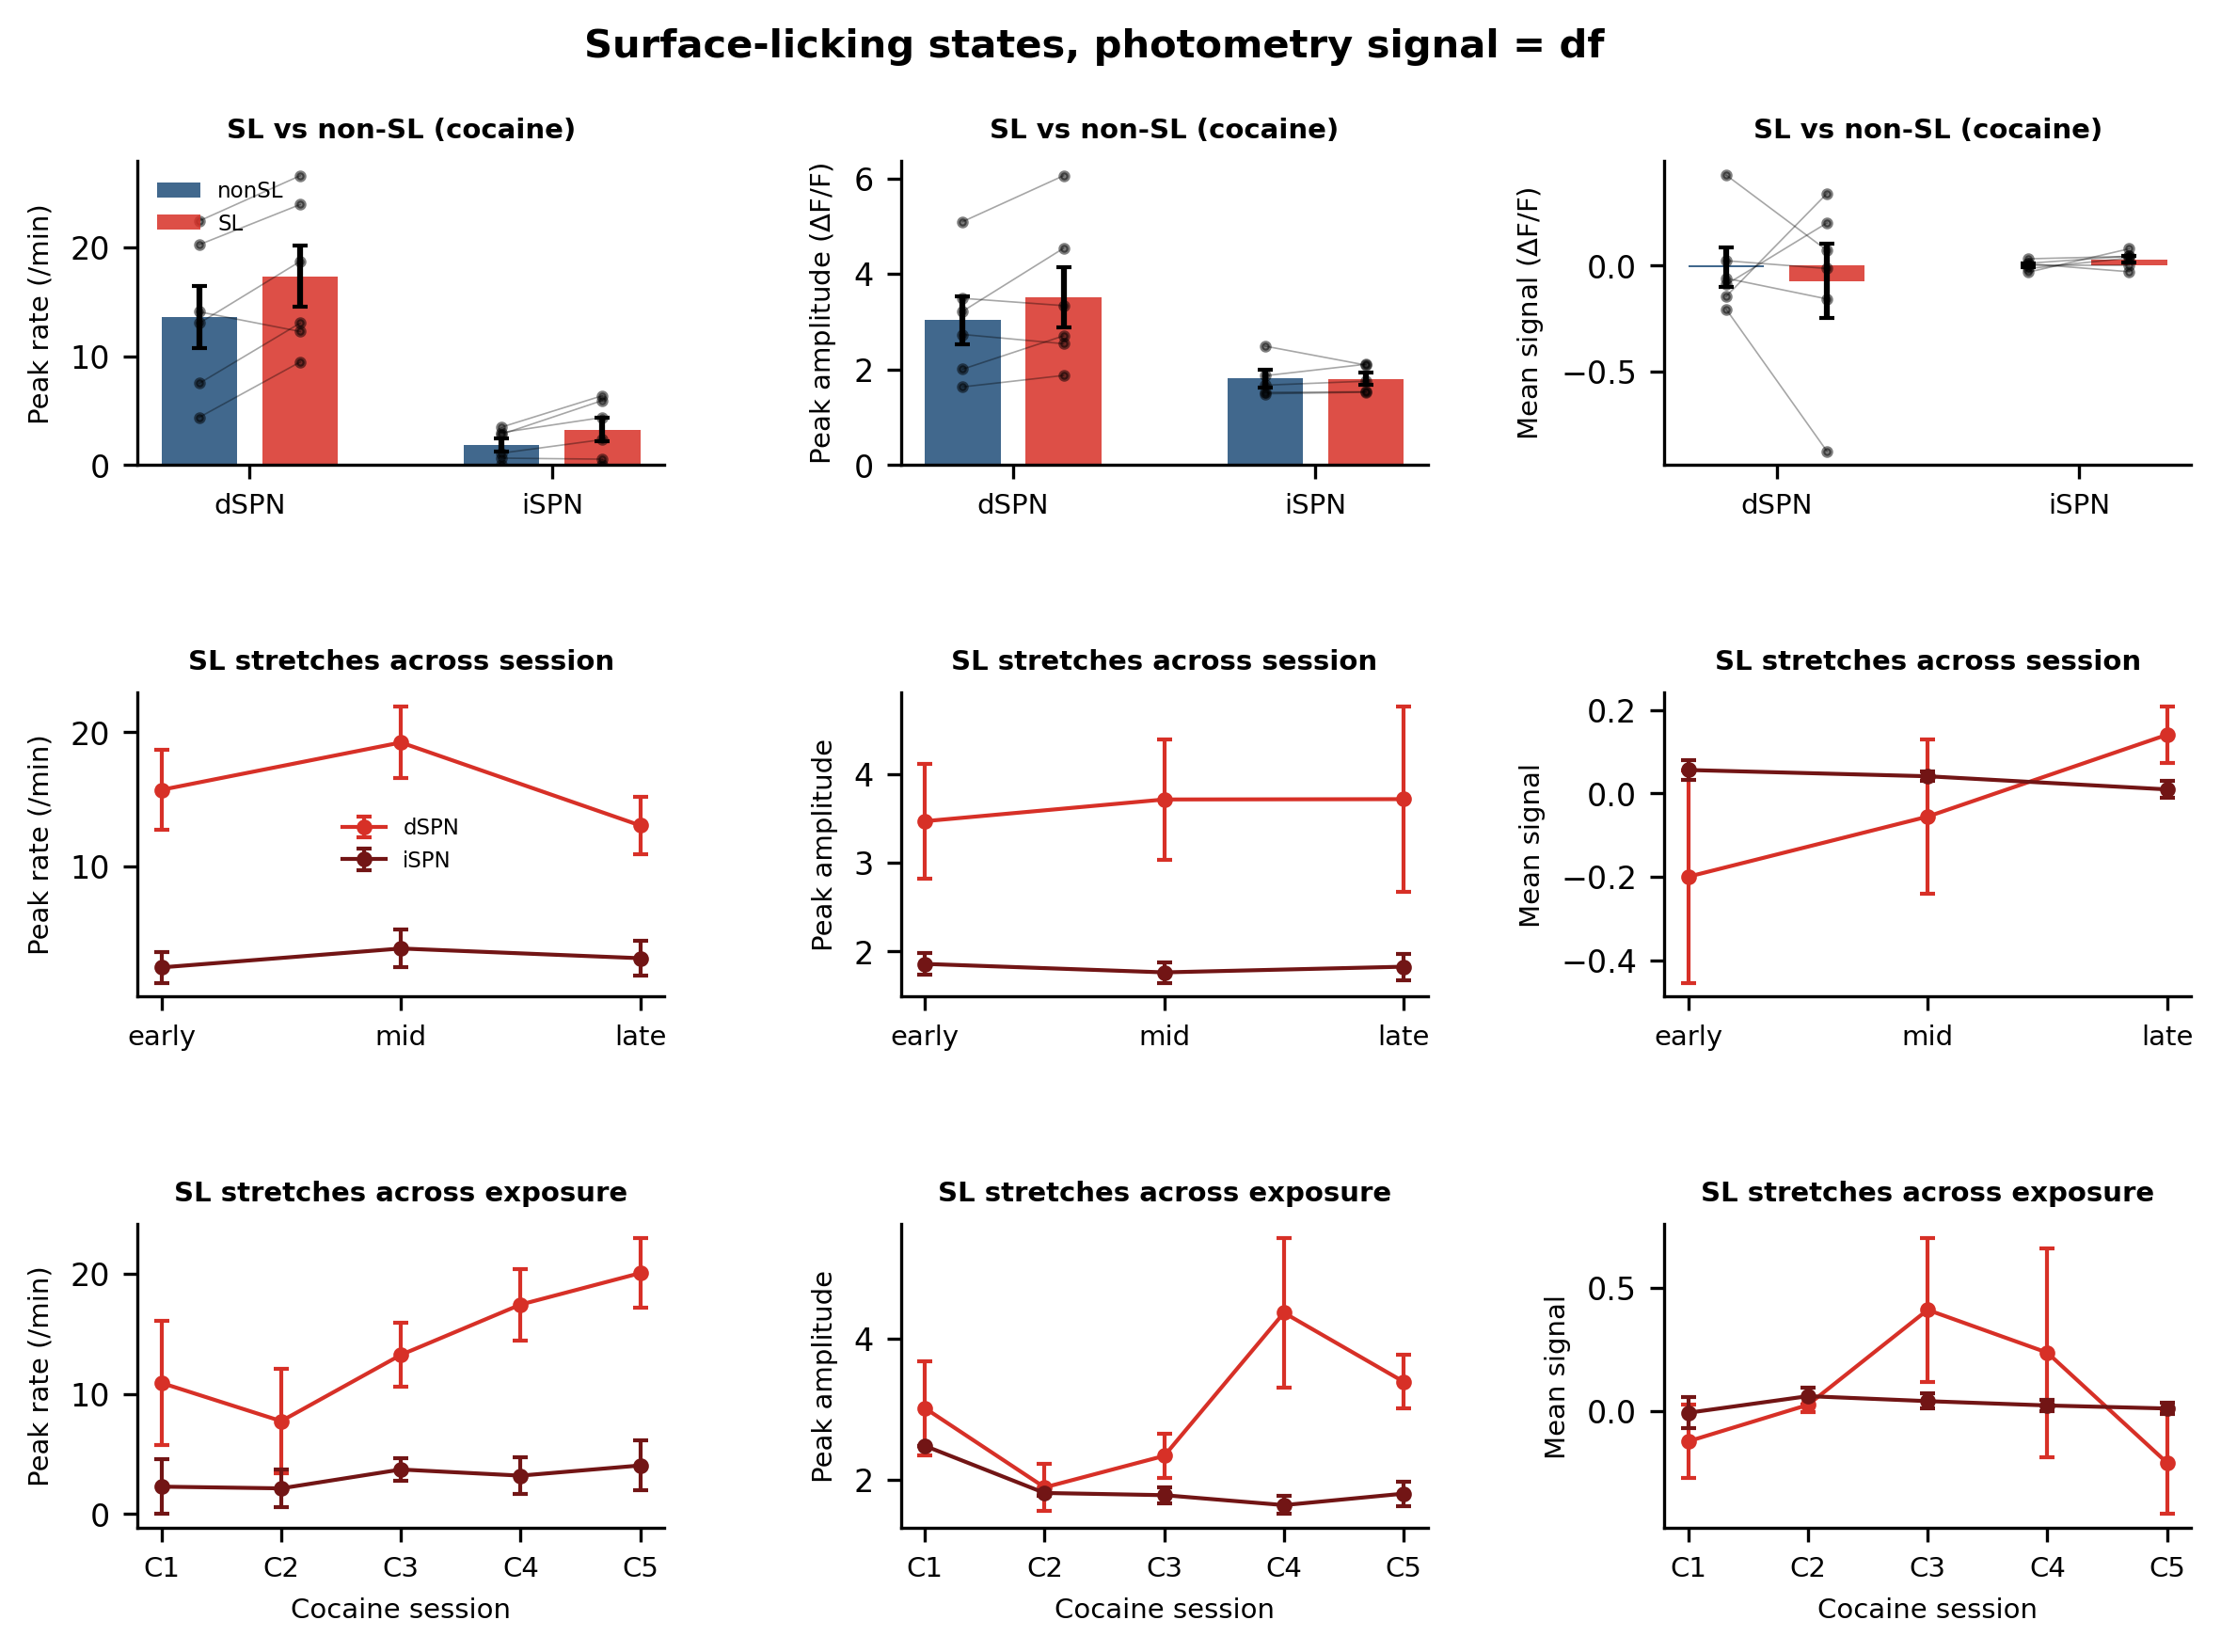 Surface-licking states, photometry signal = df
SL vs non-SL (cocaine)
Peak rate (/min)
20
10
0
nonSL
SL
dSPN
iSPN
SL vs non-SL (cocaine)
Peak amplitude (ΔF/F)
6
4
2
0
dSPN
iSPN
SL vs non-SL (cocaine)
Mean signal (ΔF/F)
0.0
−0.5
dSPN
iSPN
SL stretches across session
Peak rate (/min)
20
10
dSPN
iSPN
early
mid
late
SL stretches across session
Peak amplitude
4
3
2
early
mid
late
SL stretches across session
Mean signal
0.2
0.0
−0.2
−0.4
early
mid
late
SL stretches across exposure
Peak rate (/min)
20
10
0
C1
C2
C3
C4
C5
Cocaine session
SL stretches across exposure
Peak amplitude
4
2
C1
C2
C3
C4
C5
Cocaine session
SL stretches across exposure
Mean signal
0.5
0.0
C1
C2
C3
C4
C5
Cocaine session